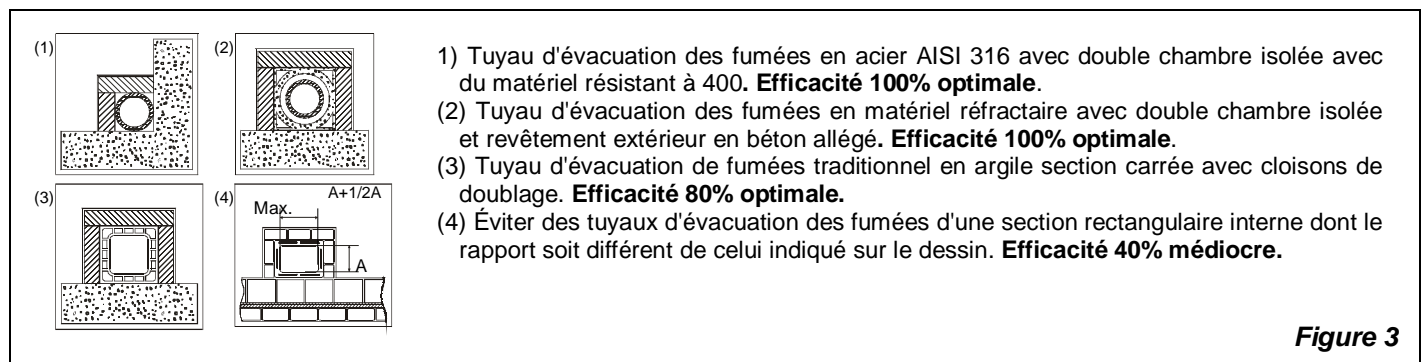 (1)
(2)
(3)
(4)
A+1/2A
Max.
A
1) Tuyau d'évacuation des fumées en acier AISI 316 avec double chambre isolée avec
du matériel résistant à 400. Efficacité 100% optimale.
(2) Tuyau d'évacuation des fumées en matériel réfractaire avec double chambre isolée
et revêtement extérieur en béton allégé. Efficacité 100% optimale.
(3) Tuyau d'évacuation de fumées traditionnel en argile section carrée avec cloisons de
doublage. Efficacité 80% optimale.
(4) Éviter des tuyaux d'évacuation des fumées d'une section rectangulaire interne dont le
rapport soit différent de celui indiqué sur le dessin. Efficacité 40% médiocre.
Figure 3